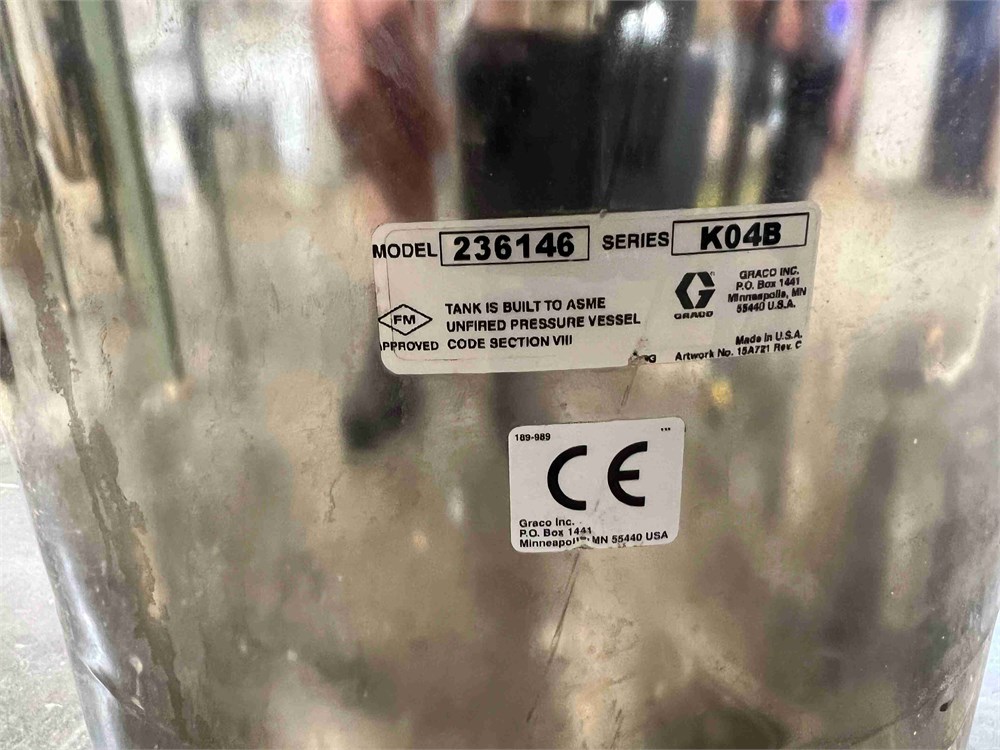 MODEL 236146 SERIES K04B
FM
APPROVED
TANK IS BUILT TO ASME
UNFIRED PRESSURE VESSEL
CODE SECTION VIII
GRACO
GRACO INC.
P.O. Box 1441
Minneapolis, MN
55440 U.S.A.
Made in U.S.A.
Artwork No. 15A721 Rev. C
189-989
CE
Graco Inc.
P.O. Box 1441
MN 55440 USA